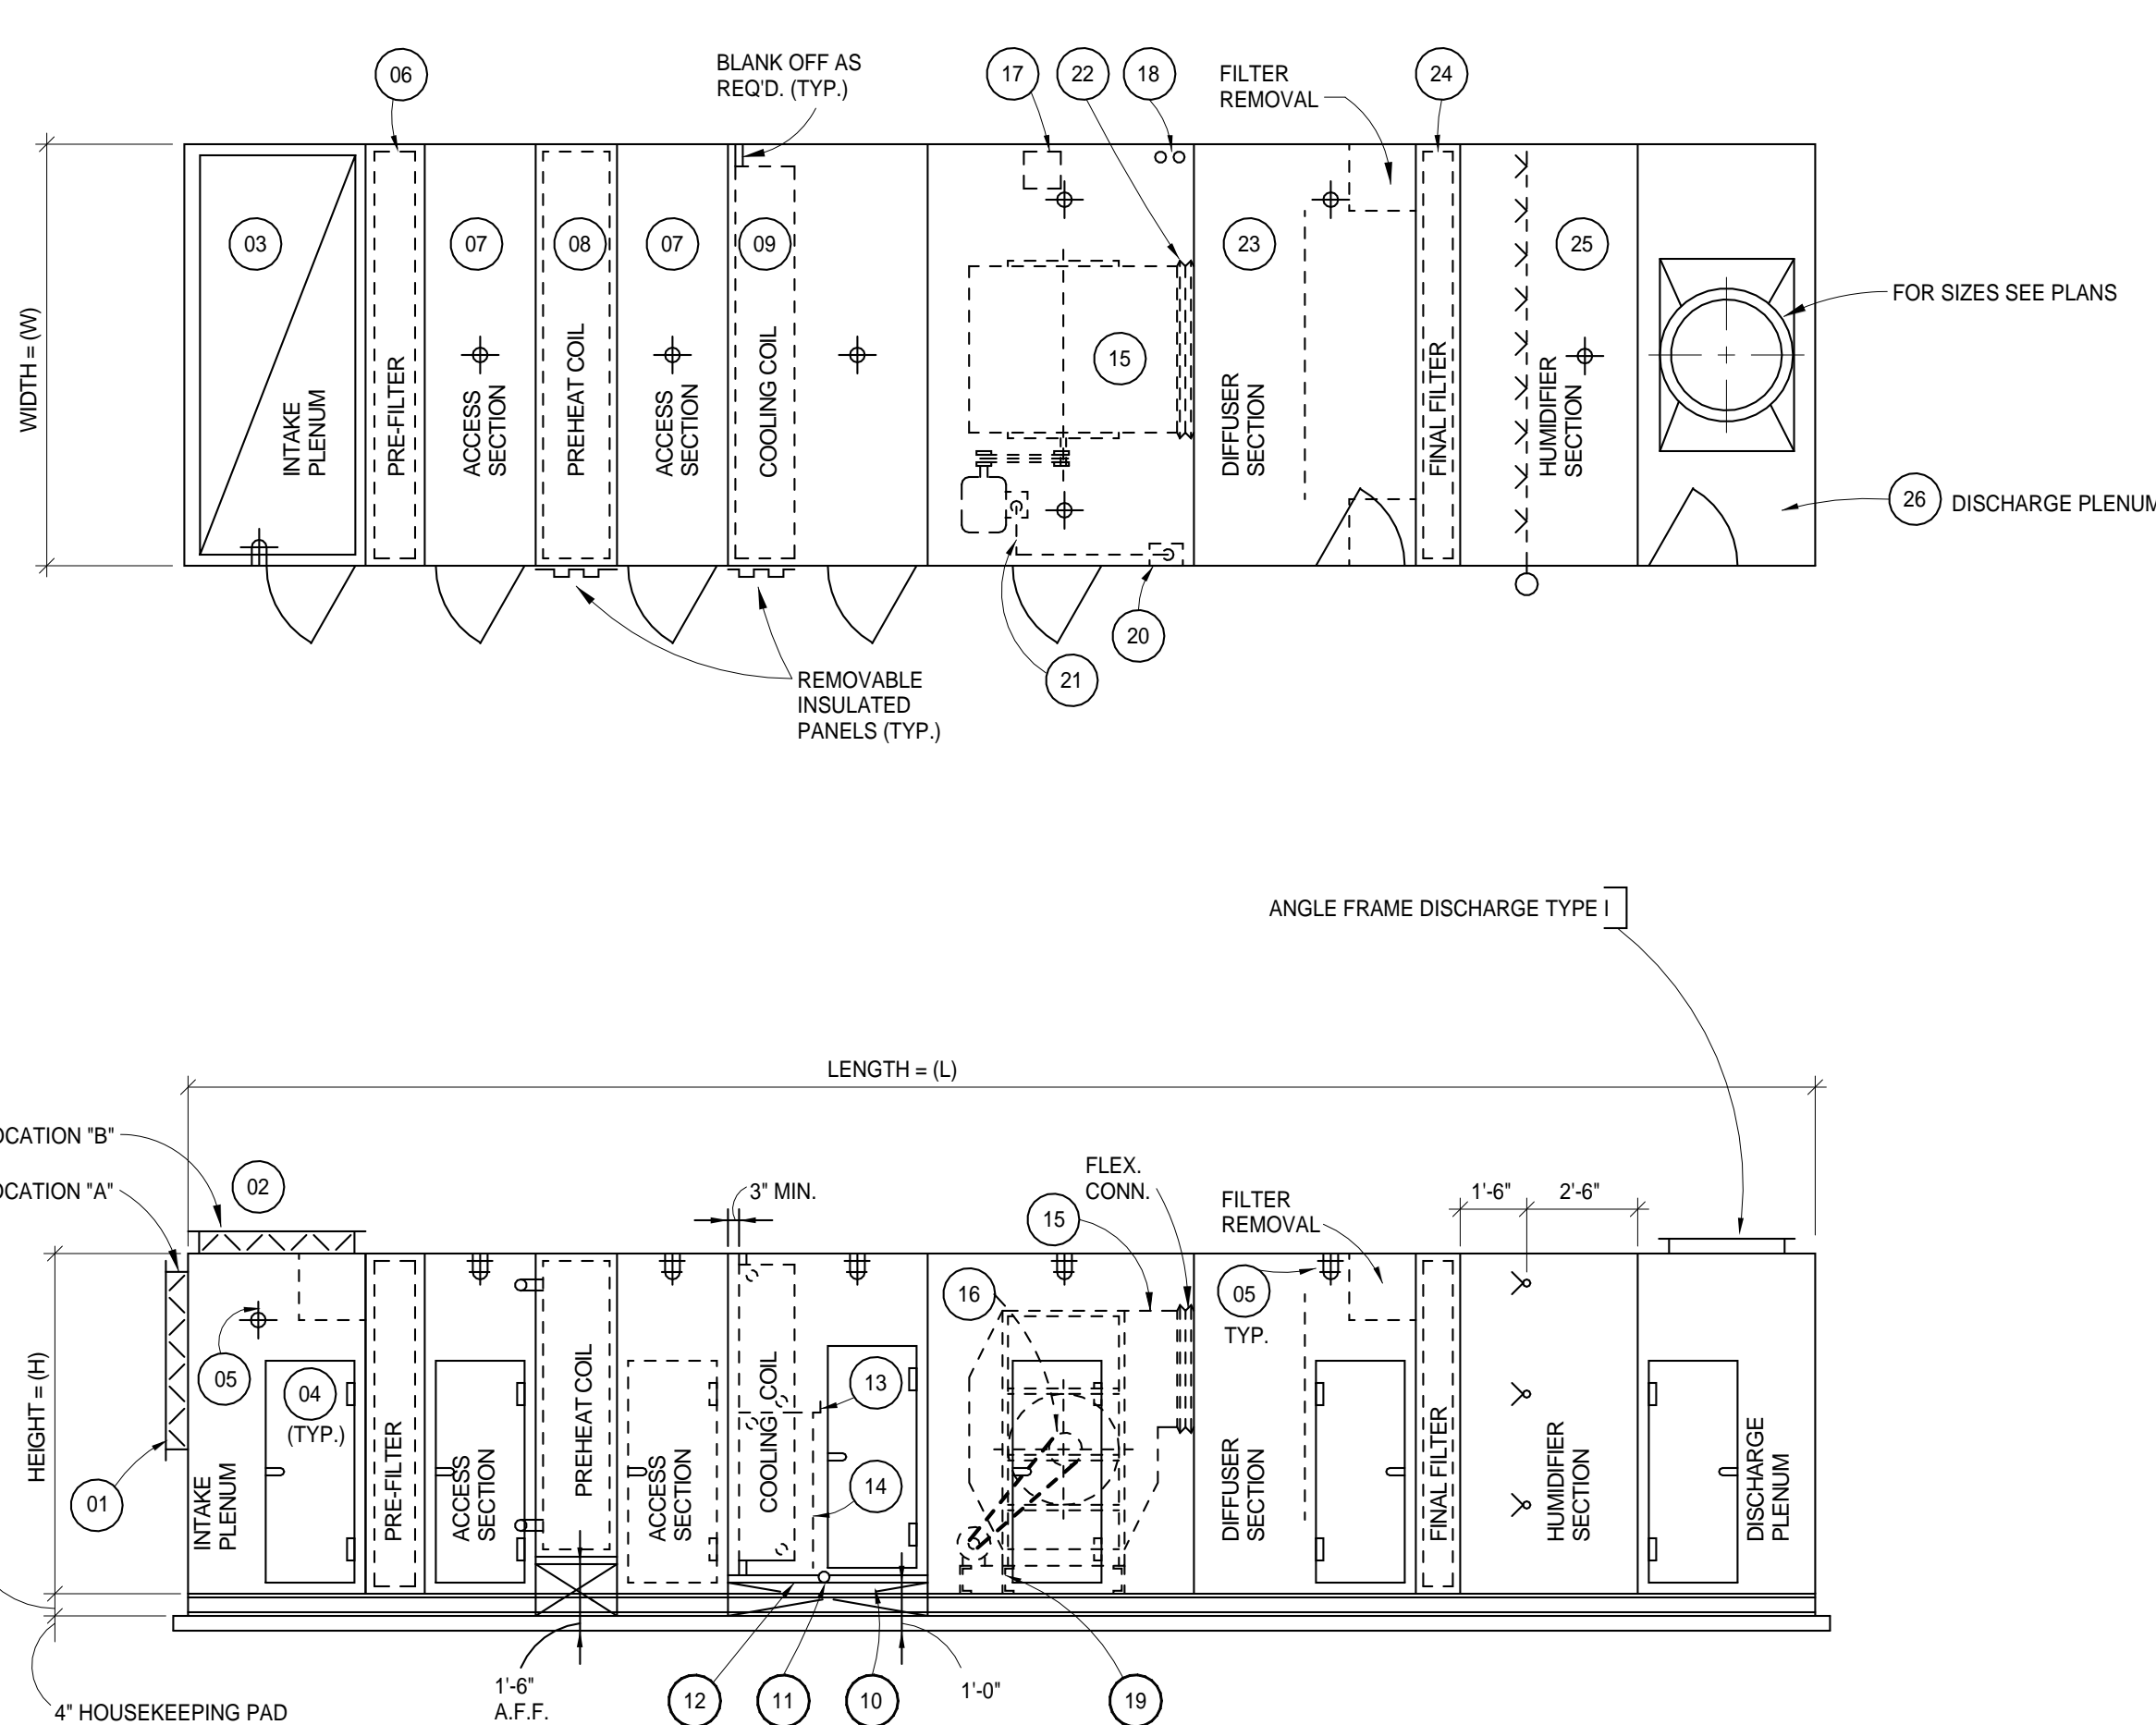 06
BLANK OFF AS
REQ'D. (TYP.)
17
22
18
FILTER
REMOVAL
24
03
07
08
07
09
23
25
FOR SIZES SEE PLANS
WIDTH = (W)
15
INTAKE
PLENUM
PRE-FILTER
ACCESS
SECTION
PREHEAT COIL
ACCESS
SECTION
COOLING COIL
DIFFUSER
SECTION
FINAL FILTER
HUMIDIFIER
SECTION
26
DISCHARGE PLENUM
20
21
REMOVABLE
INSULATED
PANELS (TYP.)
ANGLE FRAME DISCHARGE TYPE I
LENGTH = (L)
OCATION "B"
02
OCATION "A"
3" MIN.
FLEX.
CONN.
15
FILTER
REMOVAL
1'-6"
2'-6"
16
05
TYP.
HEIGHT = (H)
05
04
(TYP.)
13
14
01
INTAKE
PLENUM
PRE-FILTER
ACCESS
SECTION
PREHEAT COIL
ACCESS
SECTION
COOLING COIL
DIFFUSER
SECTION
FINAL FILTER
HUMIDIFIER
SECTION
DISCHARGE
PLENUM
4" HOUSEKEEPING PAD
1'-6"
A.F.F.
12
11
10
1'-0"
19